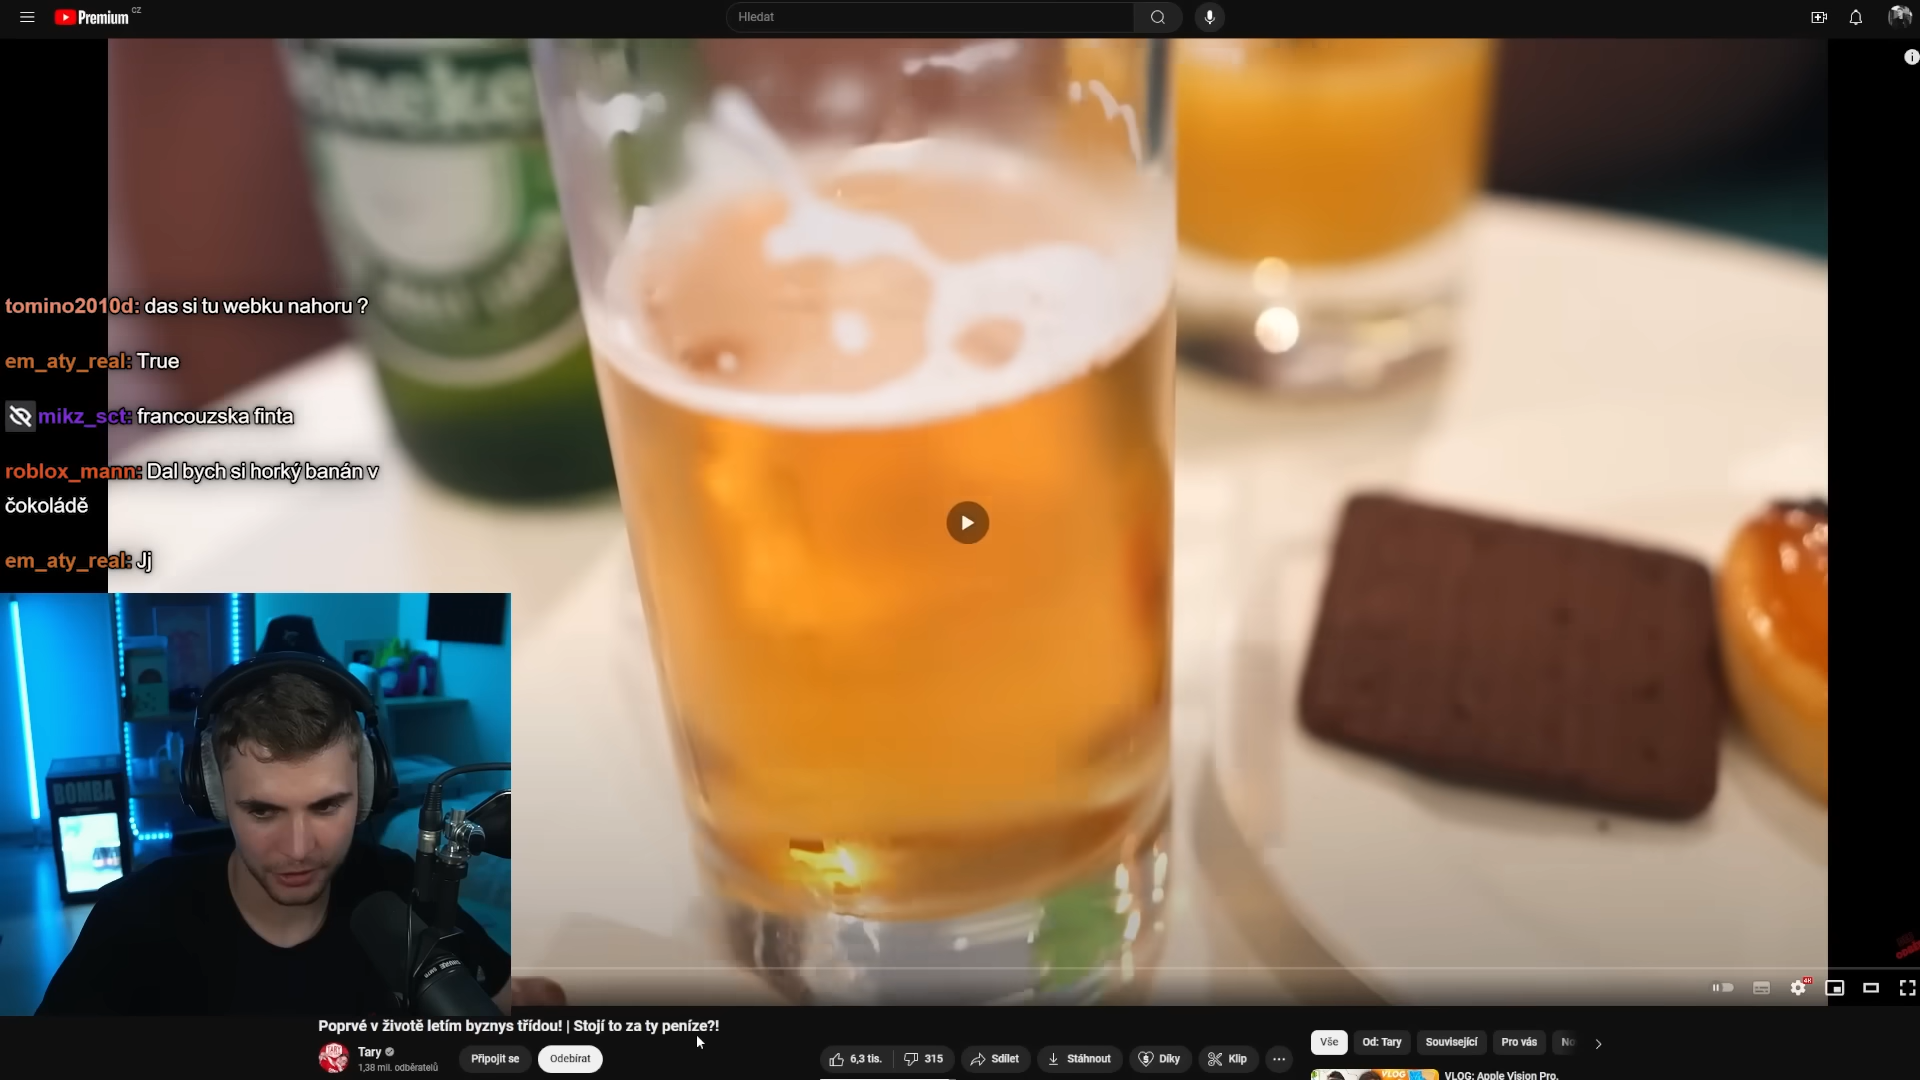 Premium CZ
Hledat
tomino2010d: das si tu webku nahoru ?
em_aty_real: True
mikz_sct: francouzska finta
roblox_mann: Dal bych si horký banán v
čokoládě
em_aty_real: Jj
BOMBA
Poprvé v životě letím byznys třídou! | Stojí to za ty peníze?!
Tary
1,38 mil. odběratelů
Připojit se
Odebírat
6,3 tis.
315
Sdílet
Stáhnout
Díky
Klip
Vše
Od: Tary
Související
Pro vás
VLOG
VLOG: Apple Vision Pro,